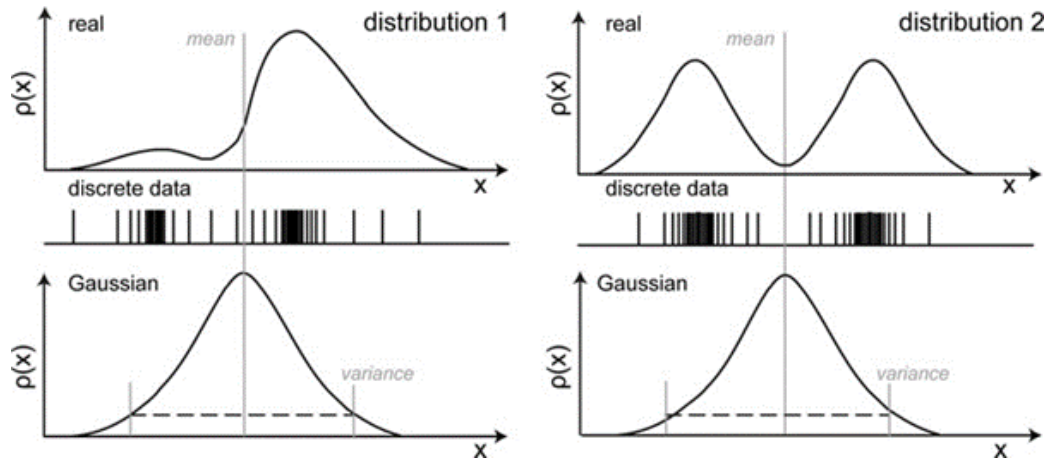 real
mean
distribution 1
ρ(x)
x
discrete data
Gaussian
variance
ρ(x)
x
real
mean
distribution 2
ρ(x)
x
discrete data
Gaussian
variance
ρ(x)
x